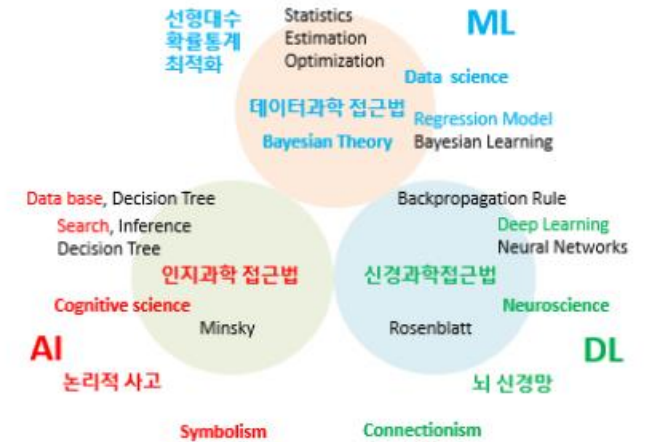 선형대수
확률통계
최적화
Statistics
Estimation
Optimization
ML
Data science
데이터과학 접근법
Regression Model
Bayesian Theory
Bayesian Learning
Data base, Decision Tree
Search, Inference
Decision Tree
인지과학 접근법
Cognitive science
Minsky
AI
논리적 사고
Symbolism
Backpropagation Rule
Deep Learning
Neural Networks
신경과학접근법
Neuroscience
Rosenblatt
DL
뇌 신경망
Connectionism